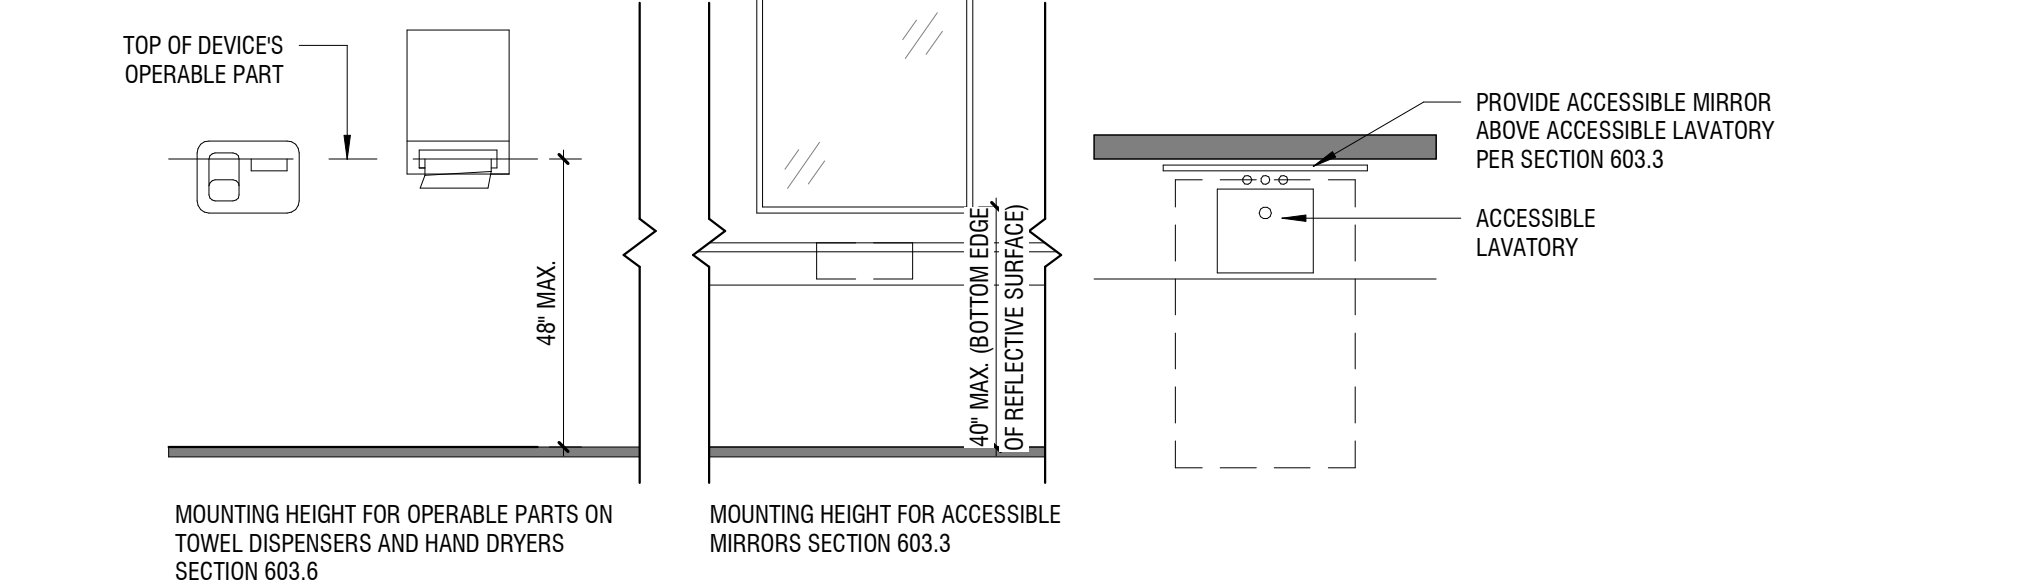 TOP OF DEVICE'S
OPERABLE PART
48" MAX.
MOUNTING HEIGHT FOR OPERABLE PARTS ON
TOWEL DISPENSERS AND HAND DRYERS
SECTION 603.6
40" MAX. (BOTTOM EDGE
OF REFLECTIVE SURFACE)
MOUNTING HEIGHT FOR ACCESSIBLE
MIRRORS SECTION 603.3
PROVIDE ACCESSIBLE MIRROR
ABOVE ACCESSIBLE LAVATORY
PER SECTION 603.3
ACCESSIBLE
LAVATORY